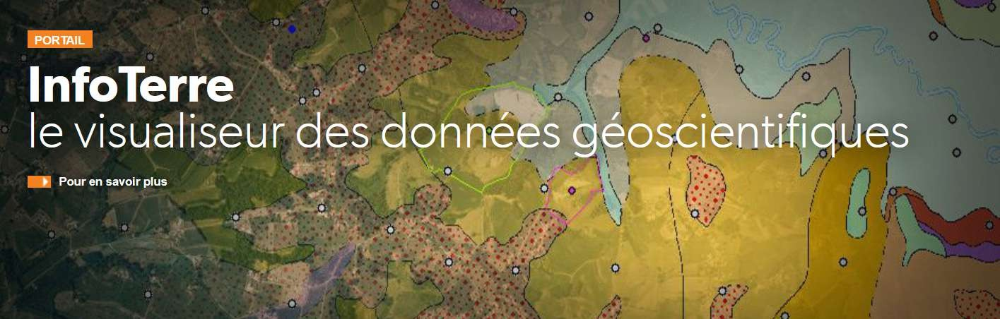 PORTAIL
InfoTerre
le visualiseur des données géoscientifiques
Pour en savoir plus